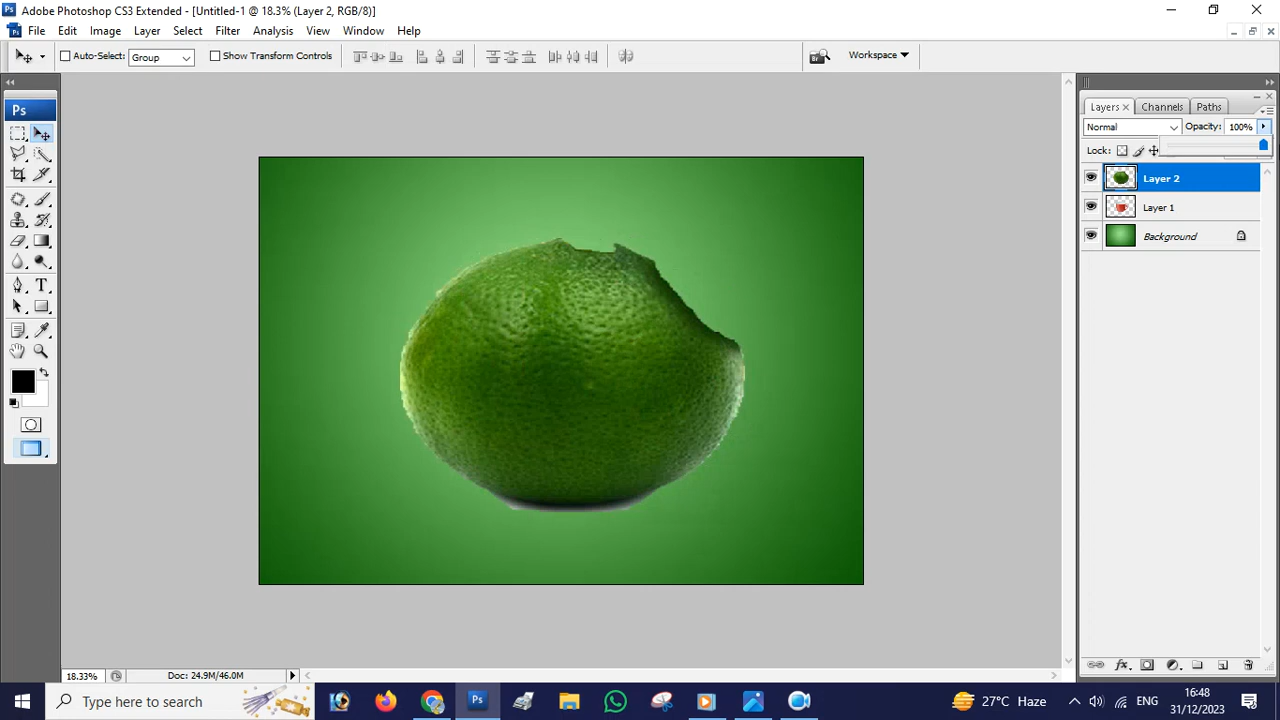 Adobe Photoshop CS3 Extended - [Untitled-1 @ 18.3% (Layer 2, RGB/8)]
File Edit Image Layer Select Filter Analysis View Window Help
Auto-Select: Group Show Transform Controls Workspace
Ps
Layers Channels Paths
Normal Opacity: 100%
Lock:
Layer 2
Layer 1
Background
T
fx
18.33% Doc: 24.9M/46.0M
Type here to search Ps 27°C Haze ENG 16:48
31/12/2023